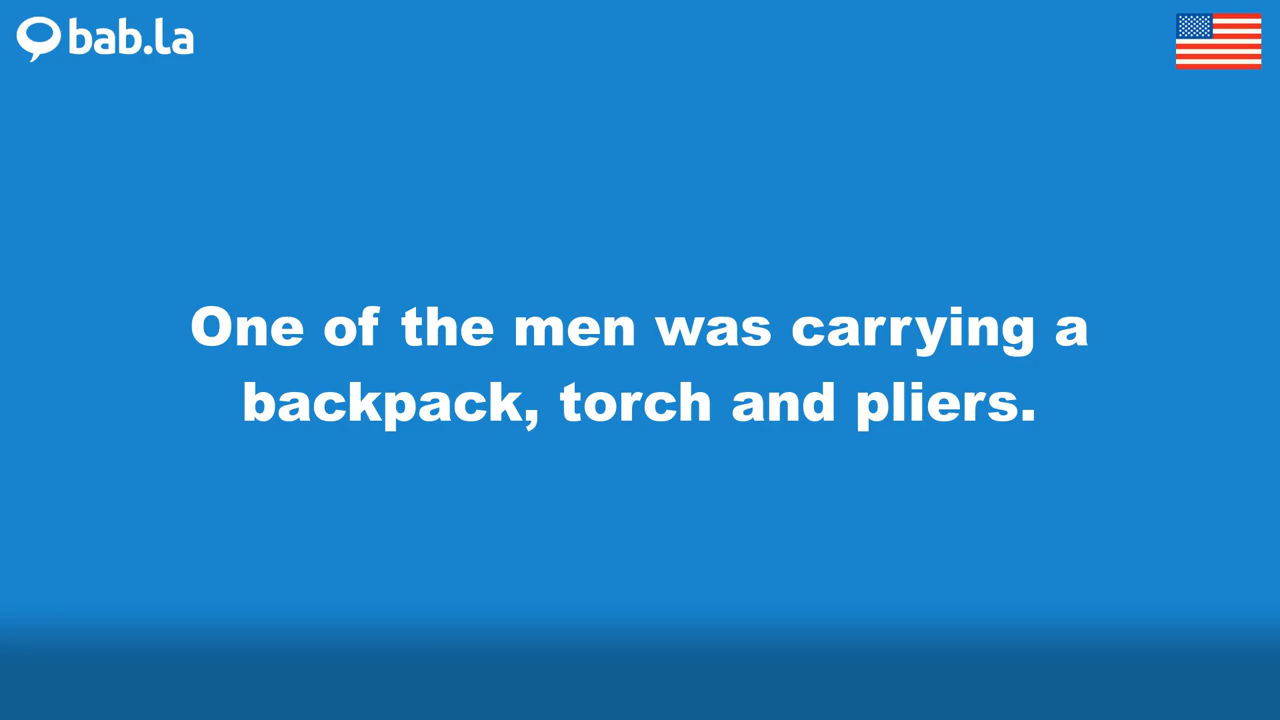 bab.la
One of the men was carrying a
backpack, torch and pliers.